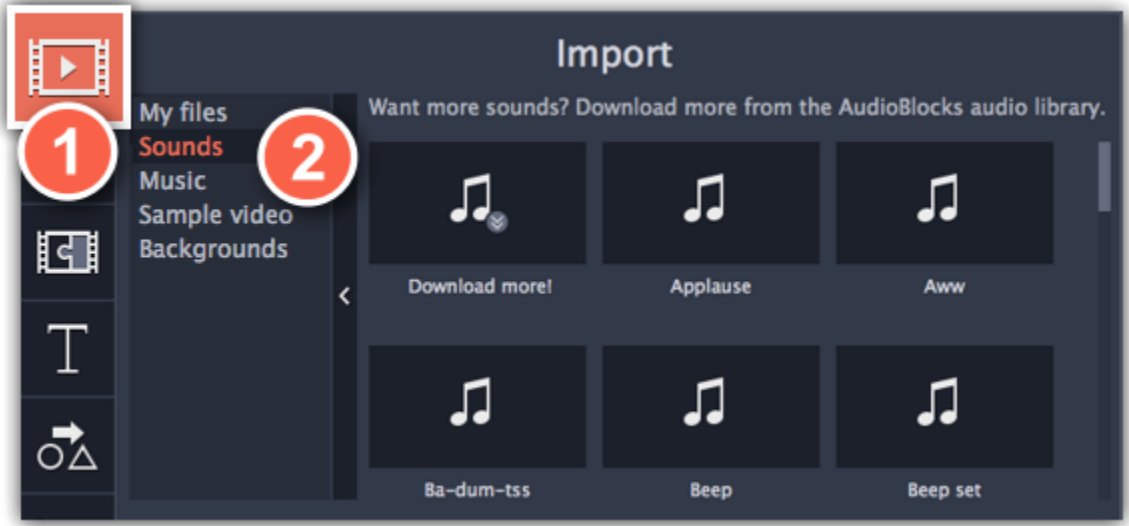 Import
1
My files
Sounds
2
Music
Sample video
Backgrounds
Want more sounds? Download more from the AudioBlocks audio library.
Download more!
Applause
Aww
Ba-dum-tss
Beep
Beep set
T